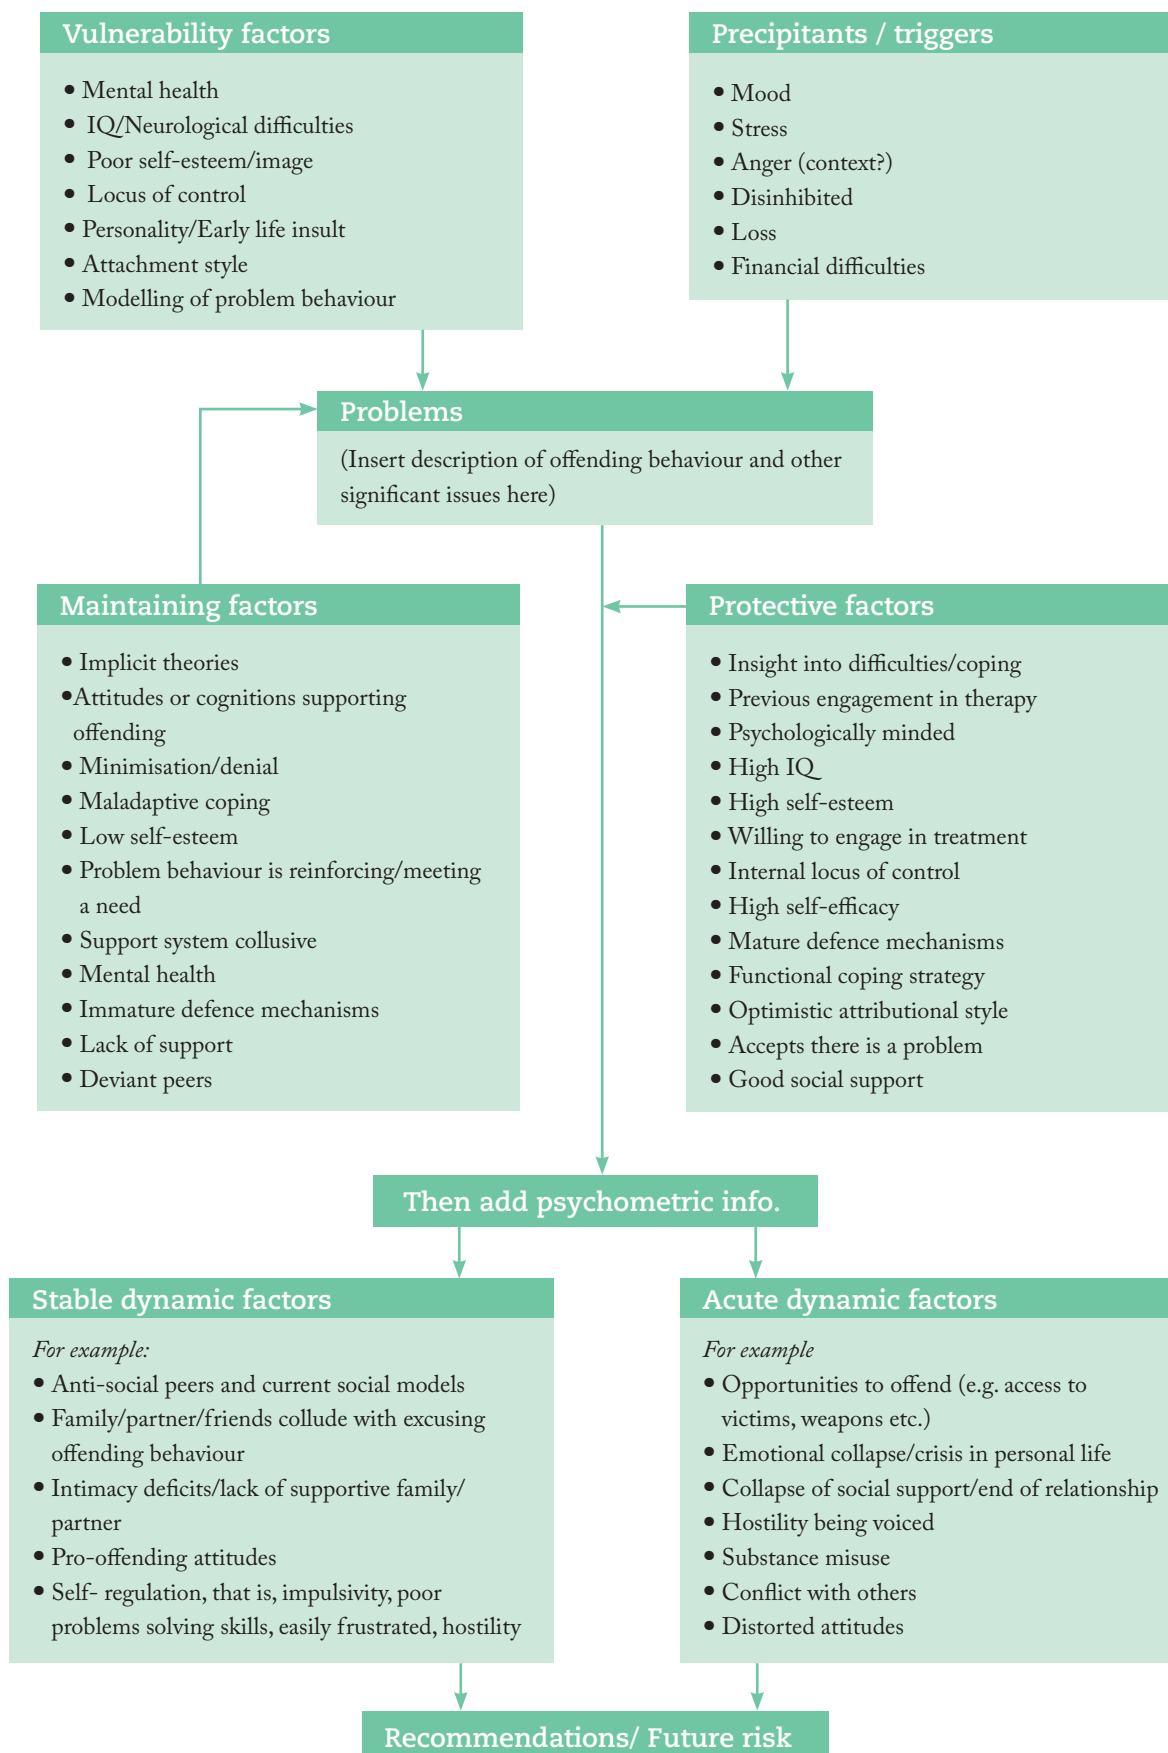 Vulnerability factors
• Mental health
• IQ/Neurological difficulties
• Poor self-esteem/image
• Locus of control
• Personality/Early life insult
• Attachment style
• Modelling of problem behaviour
Precipitants / triggers
• Mood
• Stress
• Anger (context?)
• Disinhibited
• Loss
• Financial difficulties
Problems
(Insert description of offending behaviour and other
significant issues here)
Maintaining factors
• Implicit theories
•Attitudes or cognitions supporting
offending
• Minimisation/denial
• Maladaptive coping
• Low self-esteem
• Problem behaviour is reinforcing/meeting
a need
• Support system collusive
• Mental health
• Immature defence mechanisms
• Lack of support
• Deviant peers
Protective factors
• Insight into difficulties/coping
• Previous engagement in therapy
• Psychologically minded
• High IQ
• High self-esteem
• Willing to engage in treatment
• Internal locus of control
• High self-efficacy
• Mature defence mechanisms
• Functional coping strategy
• Optimistic attributional style
• Accepts there is a problem
• Good social support
Then add psychometric info.
Stable dynamic factors
For example:
• Anti-social peers and current social models
• Family/partner/friends collude with excusing
offending behaviour
• Intimacy deficits/lack of supportive family/
partner
• Pro-offending attitudes
• Self- regulation, that is, impulsivity, poor
problems solving skills, easily frustrated, hostility
Acute dynamic factors
For example
• Opportunities to offend (e.g. access to
victims, weapons etc.)
• Emotional collapse/crisis in personal life
• Collapse of social support/end of relationship
• Hostility being voiced
• Substance misuse
• Conflict with others
• Distorted attitudes
Recommendations/ Future risk